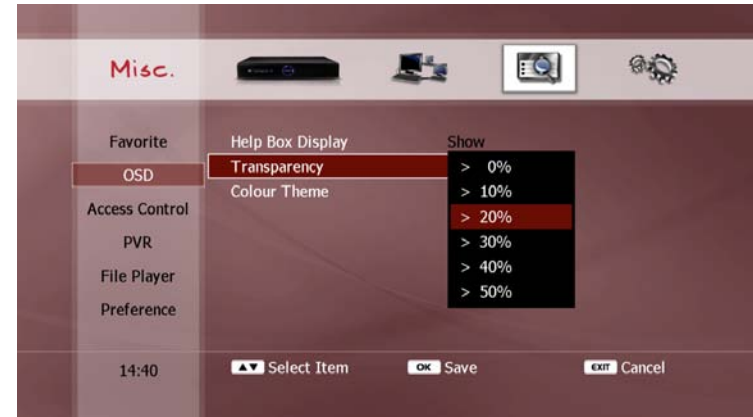 Misc.
Favorite
OSD
Access Control
PVR
File Player
Preference
14:40
Help Box Display Show
Transparency
Colour Theme
> 0%
> 10%
> 20%
> 30%
> 40%
> 50%
▲▼ Select Item OK Save EXIT Cancel